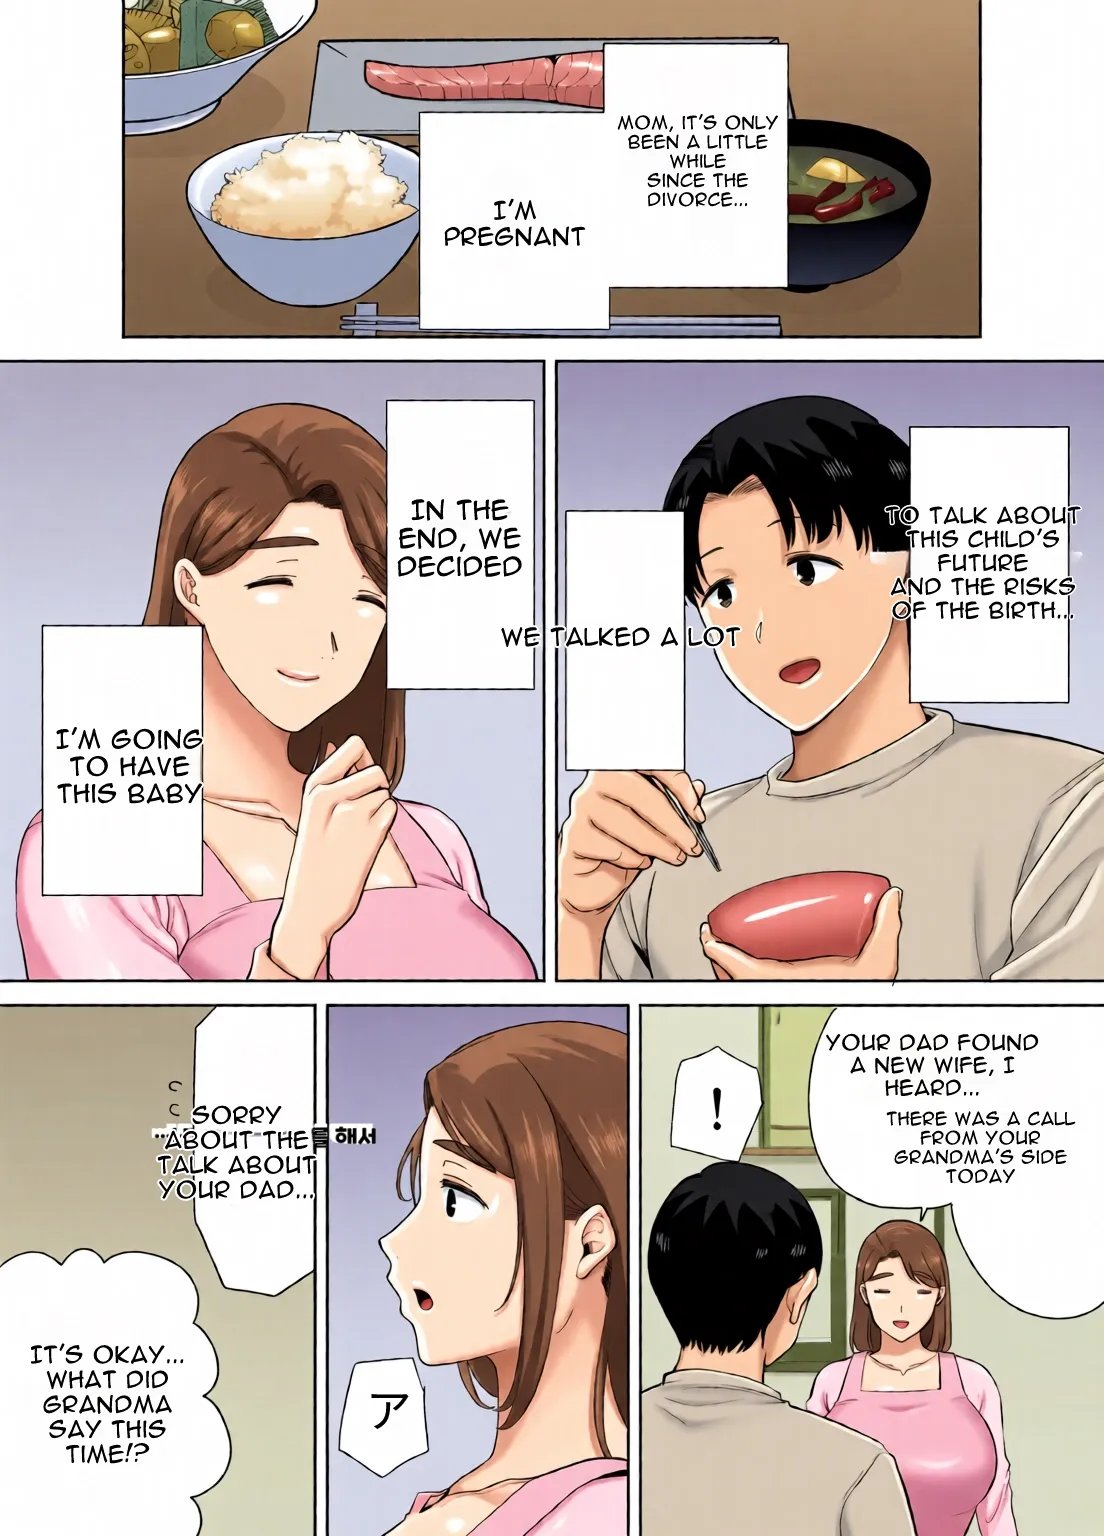 MOM, IT'S ONLY
BEEN A LITTLE
WHILE
SINCE THE
DIVORCE...
I'M
PREGNANT
TO TALK ABOUT
THIS CHILD'S
FUTURE
AND THE RISKS
OF THE BIRTH...
WE TALKED A LOT
IN THE
END, WE
DECIDED
I'M GOING
TO HAVE
THIS BABY
YOUR DAD FOUND
A NEW WIFE, I
HEARD...
THERE WAS A CALL
FROM YOUR
GRANDMA'S SIDE
TODAY
!
ア
SORRY
ABOUT THE
TALK ABOUT
YOUR DAD...
해서
IT'S OKAY...
WHAT DID
GRANDMA
SAY THIS
TIME!?